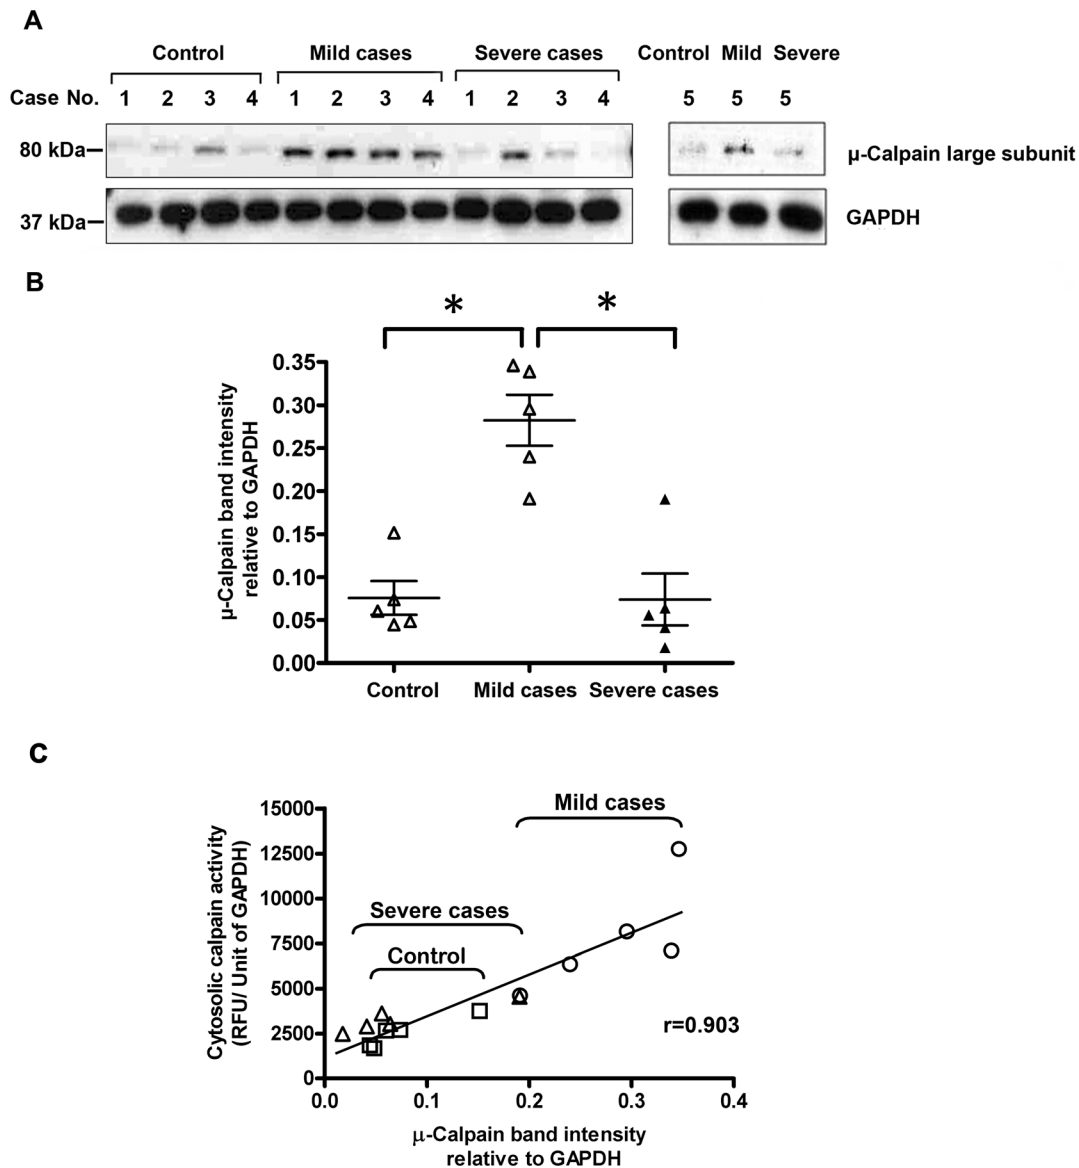 A
Control Mild cases Severe cases Control Mild Severe
Case No. 1 2 3 4 1 2 3 4 1 2 3 4 5 5 5
80 kDa
μ-Calpain large subunit
37 kDa
GAPDH
B
* *
μ-Calpain band intensity
relative to GAPDH
0.35
0.30
0.25
0.20
0.15
0.10
0.05
0.00
Control Mild cases Severe cases
C
Cytosolic calpain activity
(RFU/ Unit of GAPDH)
15000
12500
10000
7500
5000
2500
0
Mild cases
Severe cases
Control
r=0.903
0.0 0.1 0.2 0.3 0.4
μ-Calpain band intensity
relative to GAPDH